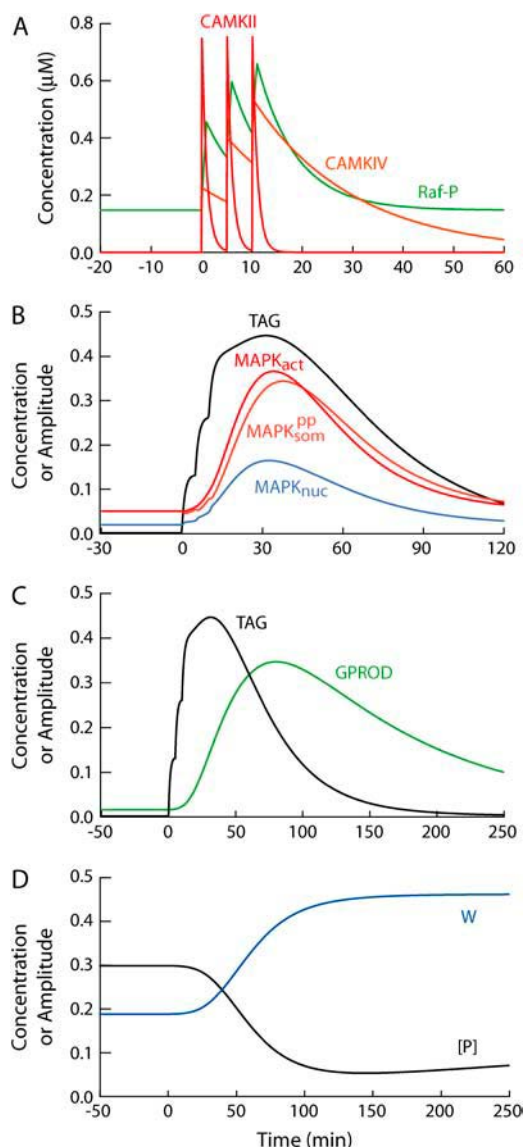 A
CAMKII
Concentration (μM)
0.8
0.6
0.4
0.2
0.0
CAMKIV
Raf-P
-20 -10 0 10 20 30 40 50 60
B
Concentration
or Amplitude
0.5
0.4
0.3
0.2
0.1
0.0
TAG
MAPKact
MAPKppsom
MAPKnuc
-30 0 30 60 90 120
C
Concentration
or Amplitude
0.5
0.4
0.3
0.2
0.1
0.0
TAG
GPROD
-50 0 50 100 150 200 250
D
Concentration
or Amplitude
0.5
0.4
0.3
0.2
0.1
0.0
W
[P]
-50 0 50 100 150 200 250
Time (min)